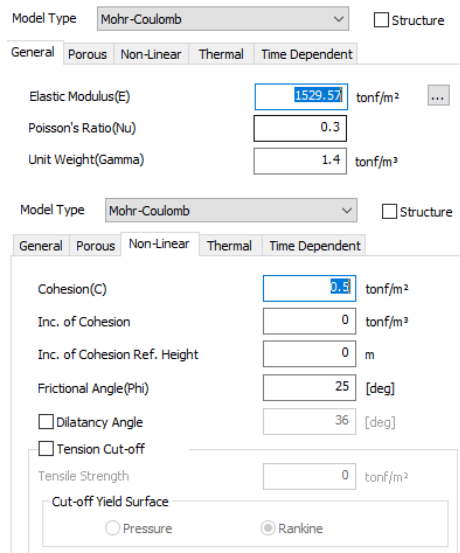 Model Type Mohr-Coulomb Structure
General Porous Non-Linear Thermal Time Dependent
Elastic Modulus(E) 1529.57 tonf/m² ...
Poisson's Ratio(Nu) 0.3
Unit Weight(Gamma) 1.4 tonf/m³
Model Type Mohr-Coulomb Structure
General Porous Non-Linear Thermal Time Dependent
Cohesion(C) 0.5 tonf/m²
Inc. of Cohesion 0 tonf/m³
Inc. of Cohesion Ref. Height 0 m
Frictional Angle(Phi) 25 [deg]
Dilatancy Angle 36 [deg]
Tension Cut-off
Tensile Strength 0 tonf/m²
Cut-off Yield Surface
Pressure Rankine